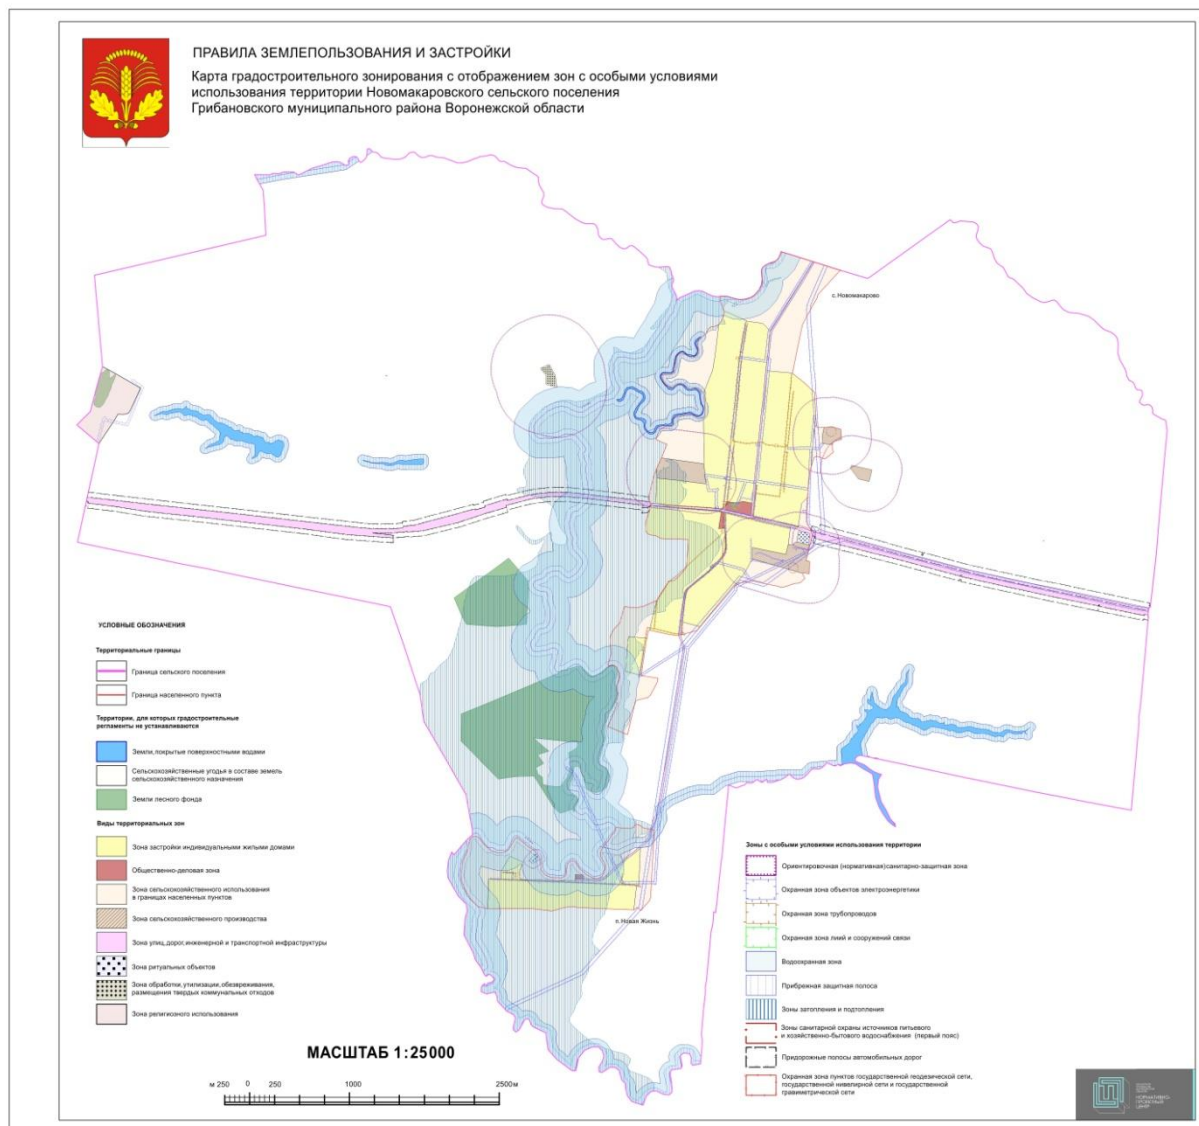 ПРАВИЛА ЗЕМЛЕПОЛЬЗОВАНИЯ И ЗАСТРОЙКИ
Карта градостроительного зонирования с отображением зон с особыми условиями
использования территории Новомакаровского сельского поселения
Грибановского муниципального района Воронежской области
с. Новомакарово
УСЛОВНЫЕ ОБОЗНАЧЕНИЯ
Территориальные границы
Граница сельского поселения
Граница населенного пункта
Территории, для которых градостроительные
регламенты не устанавливаются
Земли, покрытые поверхностными водами
Сельскохозяйственные угодья в составе земель
сельскохозяйственного назначения
Земли лесного фонда
Виды территориальных зон
Зона застройки индивидуальными жилыми домами
Общественно-деловая зона
Зона сельскохозяйственного использования
в границах населенных пунктов
Зона сельскохозяйственного производства
Зона улиц, дорог, инженерной и транспортной инфраструктуры
Зона ритуальных объектов
Зона обработки, утилизации, обезвреживания,
размещения твердых коммунальных отходов
Зона религиозного использования
п. Новая Жизнь
Зоны с особыми условиями использования территории
Ориентировочная (нормативная) санитарно-защитная зона
Охранная зона объектов электроэнергетики
Охранная зона трубопроводов
Охранная зона линий и сооружений связи
Водоохранная зона
Прибрежная защитная полоса
Зоны затопления и подтопления
Зоны санитарной охраны источников питьевого
и хозяйственно-бытового водоснабжения (первый пояс)
Придорожные полосы автомобильных дорог
Охранная зона пунктов государственной геодезической сети,
государственной нивелирной сети и государственной
гравиметрической сети
МАСШТАБ 1:25000
м 250 0 250 1000 2500м
НОРМАТИВНО-
ПРОЕКТНЫЙ
ЦЕНТР